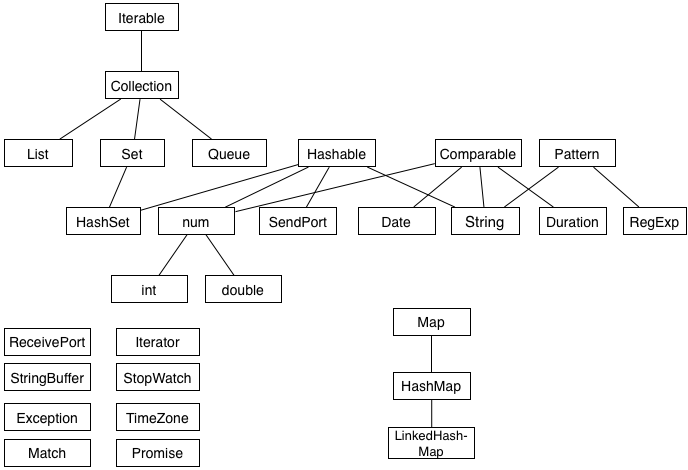 Iterable
Collection
List
Set
Queue
Hashable
Comparable
Pattern
HashSet
num
SendPort
Date
String
Duration
RegExp
int
double
ReceivePort
Iterator
StringBuffer
StopWatch
Exception
TimeZone
Match
Promise
Map
HashMap
LinkedHash-
Map